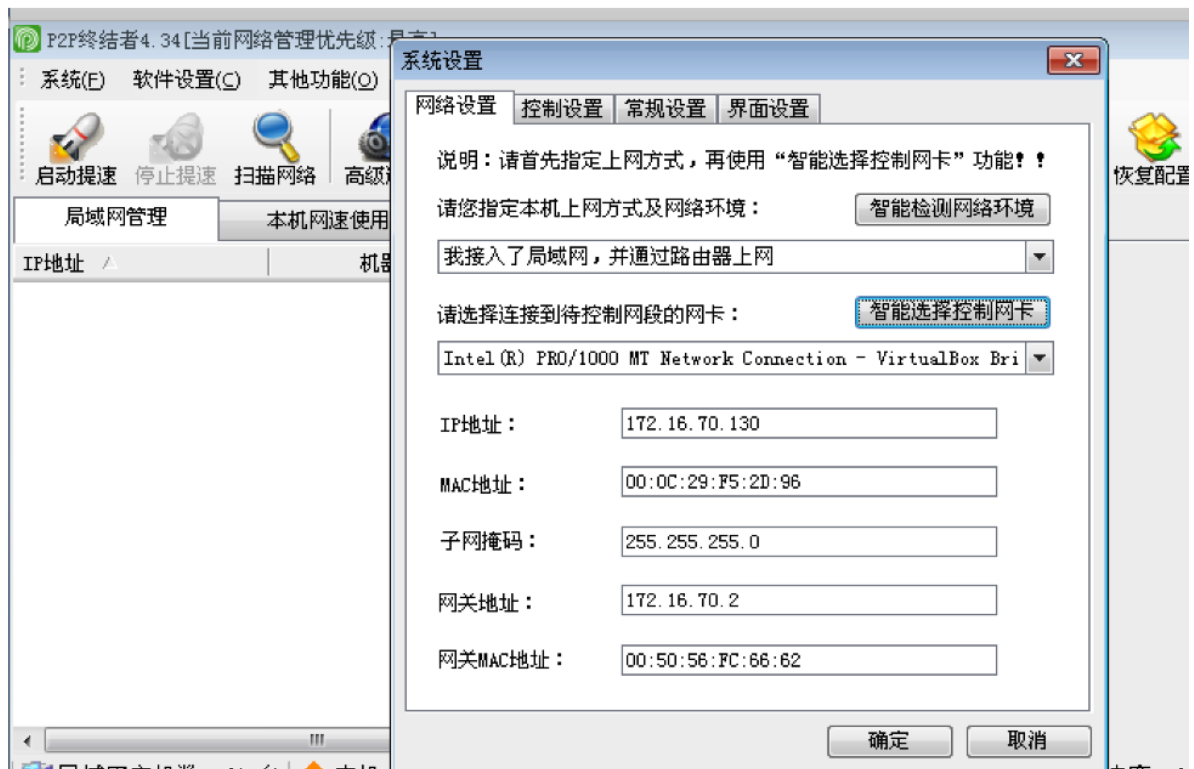 P2P终结者4.34[当前网络管理优先级:最高]
系统(F) 软件设置(C) 其他功能(O)
启动提速 停止提速 扫描网络 高级
恢复配置
局域网管理 本机网速使用
IP地址 机器
系统设置
网络设置 控制设置 常规设置 界面设置
说明:请首先指定上网方式,再使用“智能选择控制网卡”功能!!
请您指定本机上网方式及网络环境: 智能检测网络环境
我接入了局域网,并通过路由器上网
请选择连接到待控制网段的网卡: 智能选择控制网卡
Intel(R) PRO/1000 MT Network Connection - VirtualBox Bri
IP地址: 172.16.70.130
MAC地址: 00:0C:29:F5:2D:96
子网掩码: 255.255.255.0
网关地址: 172.16.70.2
网关MAC地址: 00:50:56:FC:66:62
确定 取消